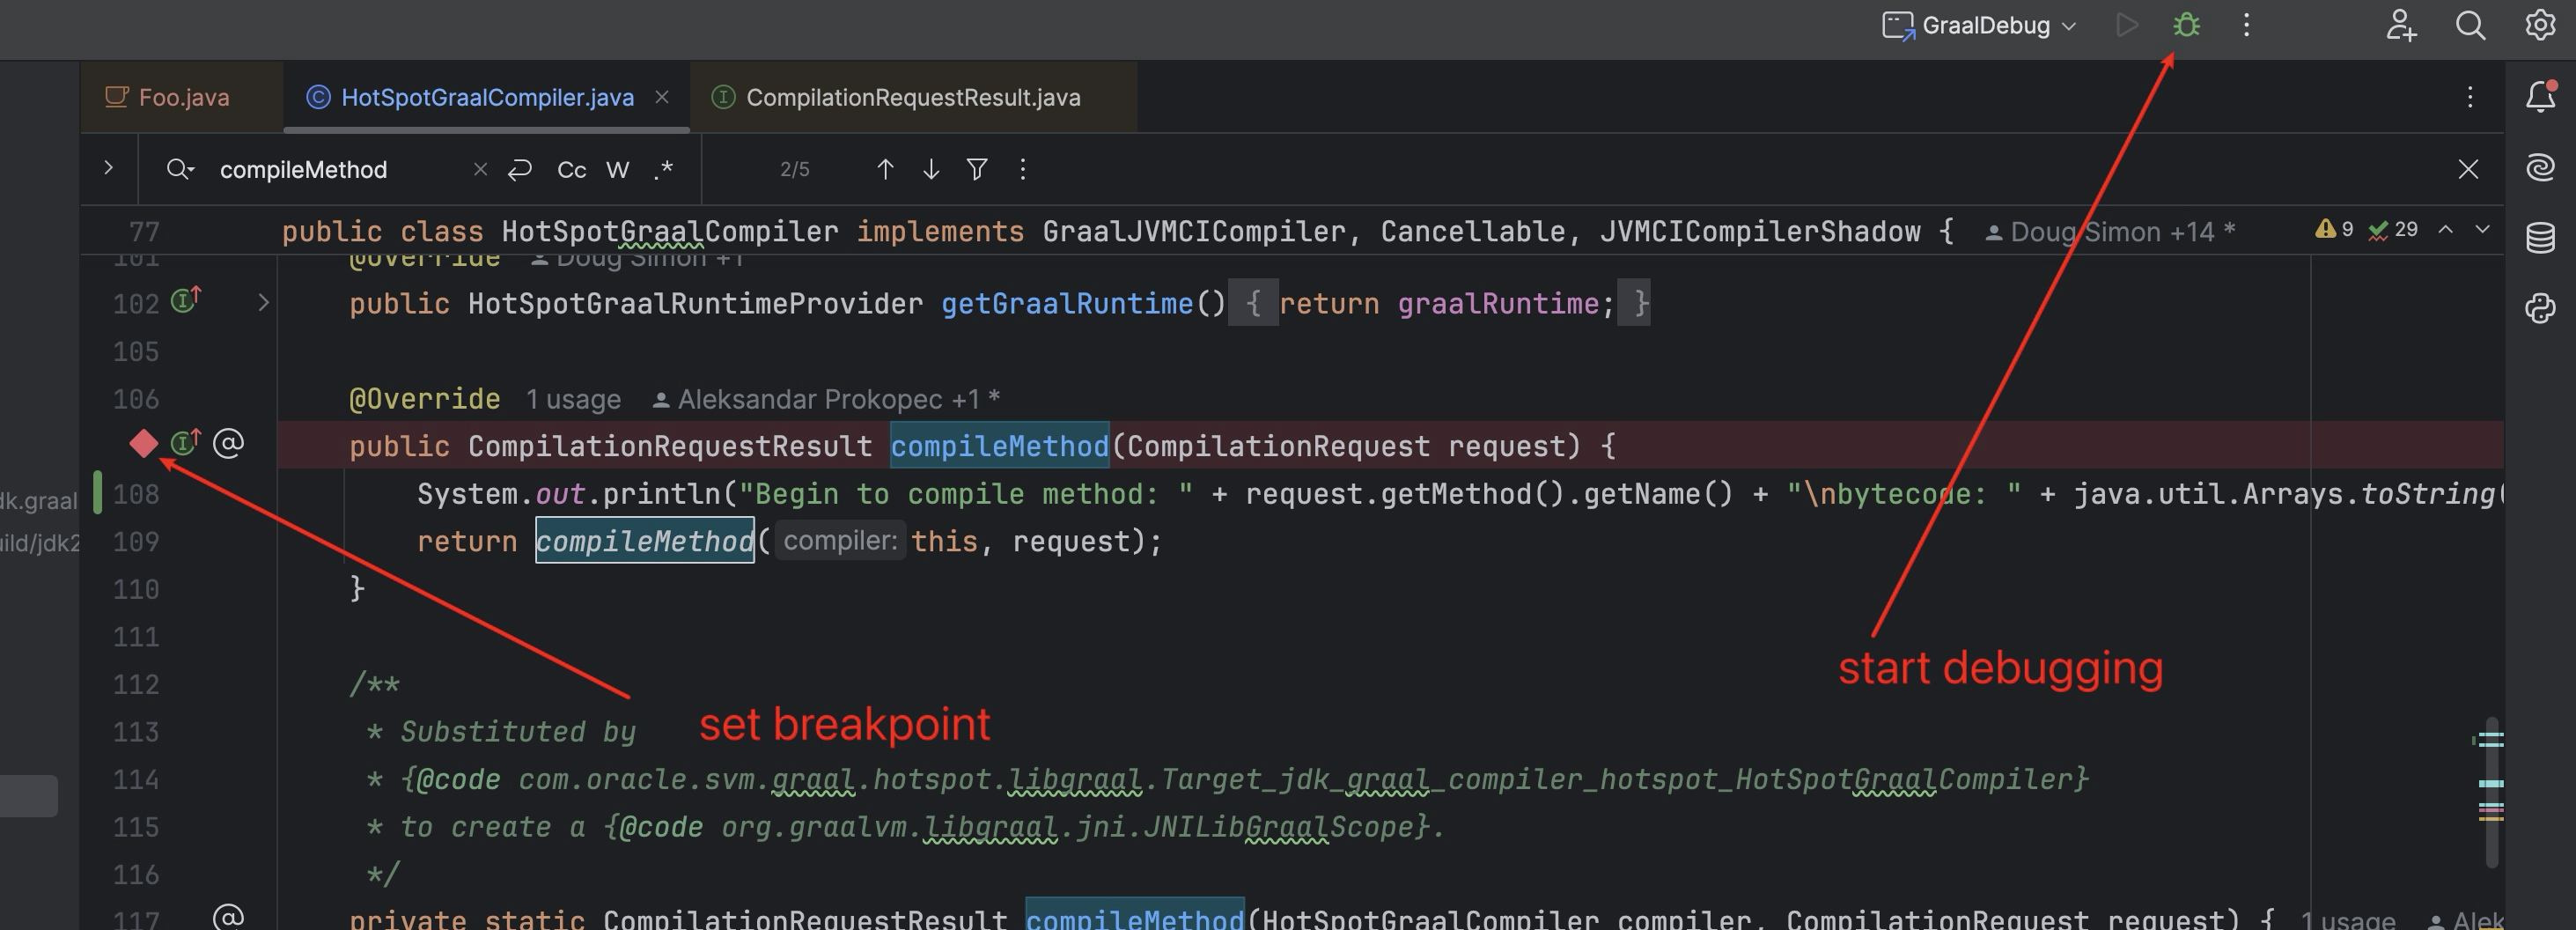 GraalDebug
Foo.java HotSpotGraalCompiler.java CompilationRequestResult.java
compileMethod Cc W .* 2/5
77 public class HotSpotGraalCompiler implements GraalJVMCICompiler, Cancellable, JVMCICompilerShadow { Doug Simon +14 * 9 29
101 @Override Doug Simon +1
102 public HotSpotGraalRuntimeProvider getGraalRuntime() { return graalRuntime; }
105
106 @Override 1 usage Aleksandar Prokopec +1 *
public CompilationRequestResult compileMethod(CompilationRequest request) {
dk.graal
108 System.out.println("Begin to compile method: " + request.getMethod().getName() + "\nbytecode: " + java.util.Arrays.toString(
ild/jdk2
109 return compileMethod( compiler: this, request);
110 }
111
start debugging
112 /**
set breakpoint
113 * Substituted by
114 * {@code com.oracle.svm.graal.hotspot.libgraal.Target_jdk_graal_compiler_hotspot_HotSpotGraalCompiler}
115 * to create a {@code org.graalvm.libgraal.jni.JNILibGraalScope}.
116 */
117 private static CompilationRequestResult compileMethod(HotSpotGraalCompiler compiler, CompilationRequest request) { 1 usage Alek